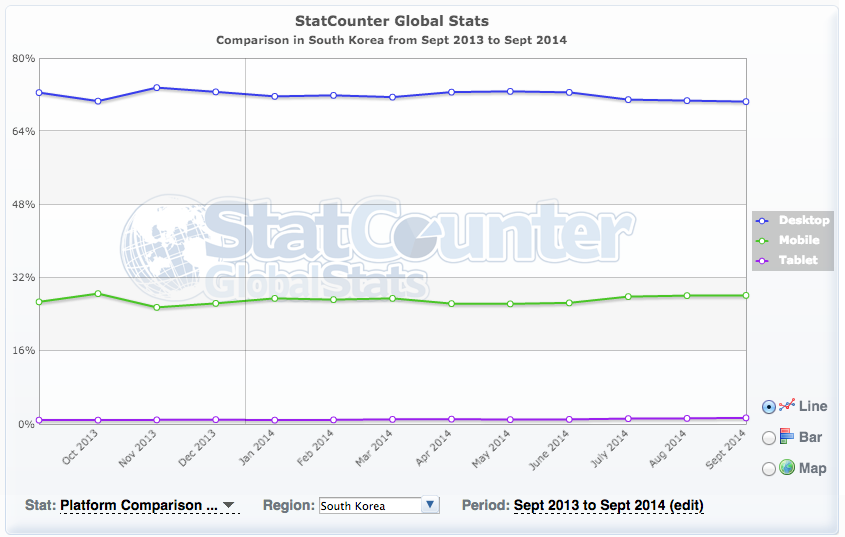 StatCounter Global Stats
Comparison in South Korea from Sept 2013 to Sept 2014
80%
64%
48%
32%
16%
0%
StatCounter
GlobalStats
Desktop
Mobile
Tablet
Oct 2013
Nov 2013
Dec 2013
Jan 2014
Feb 2014
Mar 2014
Apr 2014
May 2014
June 2014
July 2014
Aug 2014
Sept 2014
Line
Bar
Map
Stat: Platform Comparison ... Region: South Korea Period: Sept 2013 to Sept 2014 (edit)